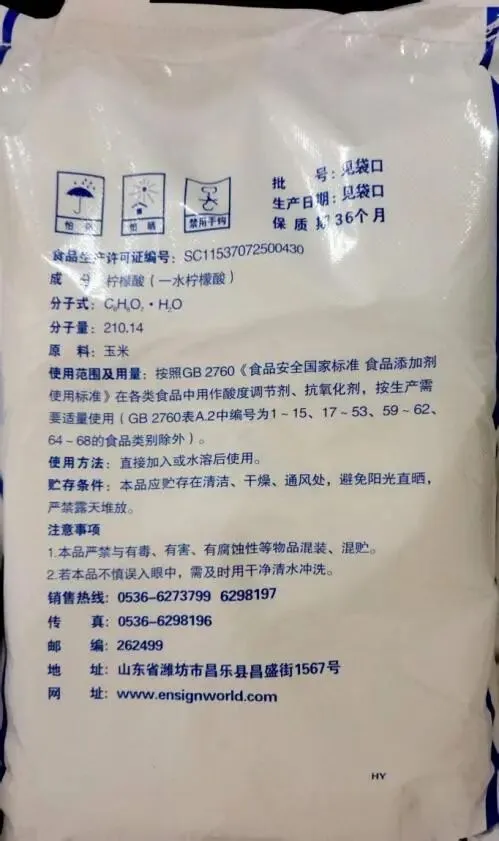 怕晒
禁用手钩
批 号：见袋口
生产日期：见袋口
保质期36个月
食品生产许可证编号：SC11537072500430
成 分：柠檬酸（一水柠檬酸）
分子式：C₆H₈O₇·H₂O
分子量：210.14
原 料：玉米
使用范围及用量：按照GB 2760《食品安全国家标准 食品添加剂
使用标准》在各类食品中用作酸度调节剂、抗氧化剂，按生产需
要适量使用（GB 2760表A.2中编号为1～15、17～53、59～62、
64～68的食品类别除外）。
使用方法：直接加入或水溶后使用。
贮存条件：本品应贮存在清洁、干燥、通风处，避免阳光直晒，
严禁露天堆放。
注意事项
1.本品严禁与有毒、有害、有腐蚀性等物品混装、混贮。
2.若本品不慎误入眼中，需及时用干净清水冲洗。
销售热线：0536-6273799 6298197
传 真：0536-6298196
邮 编：262499
地 址：山东省潍坊市昌乐县昌盛街1567号
网 址：www.ensignworld.com
HY